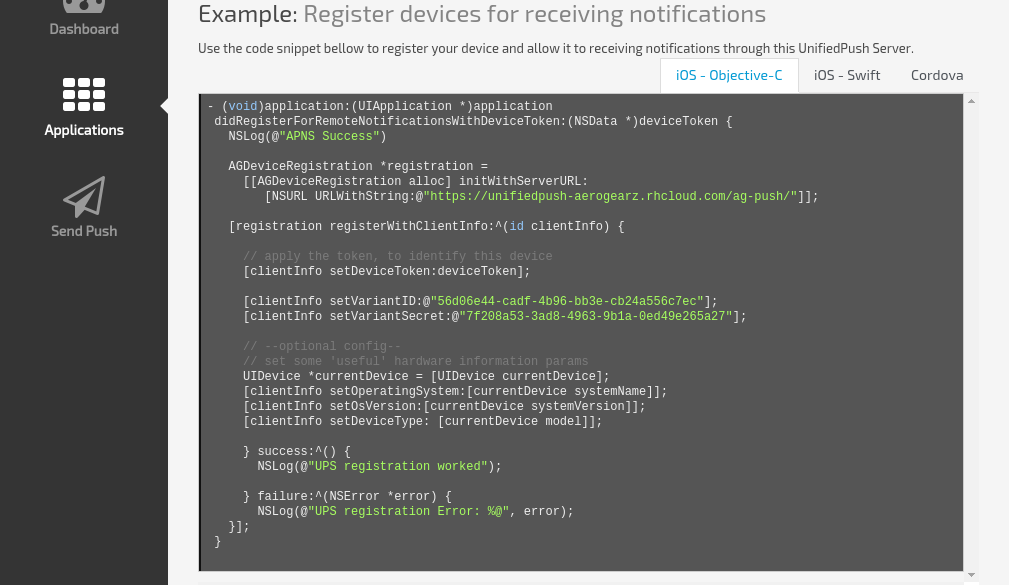 Dashboard
Applications
Send Push
Example: Register devices for receiving notifications
Use the code snippet bellow to register your device and allow it to receiving notifications through this UnifiedPush Server.
iOS - Objective-C iOS - Swift Cordova
- (void)application:(UIApplication *)application
didRegisterForRemoteNotificationsWithDeviceToken:(NSData *)deviceToken {
NSLog(@"APNS Success")
AGDeviceRegistration *registration =
[[AGDeviceRegistration alloc] initWithServerURL:
[NSURL URLWithString:@"https://unifiedpush-aerogearz.rhcloud.com/ag-push/"]];
[registration registerWithClientInfo:^(id clientInfo) {
// apply the token, to identify this device
[clientInfo setDeviceToken:deviceToken];
[clientInfo setVariantID:@"56d06e44-cadf-4b96-bb3e-cb24a556c7ec"];
[clientInfo setVariantSecret:@"7f208a53-3ad8-4963-9b1a-0ed49e265a27"];
// --optional config--
// set some 'useful' hardware information params
UIDevice *currentDevice = [UIDevice currentDevice];
[clientInfo setOperatingSystem:[currentDevice systemName]];
[clientInfo setOsVersion:[currentDevice systemVersion]];
[clientInfo setDeviceType: [currentDevice model]];
} success:^() {
NSLog(@"UPS registration worked");
} failure:^(NSError *error) {
NSLog(@"UPS registration Error: %@", error);
}];
}